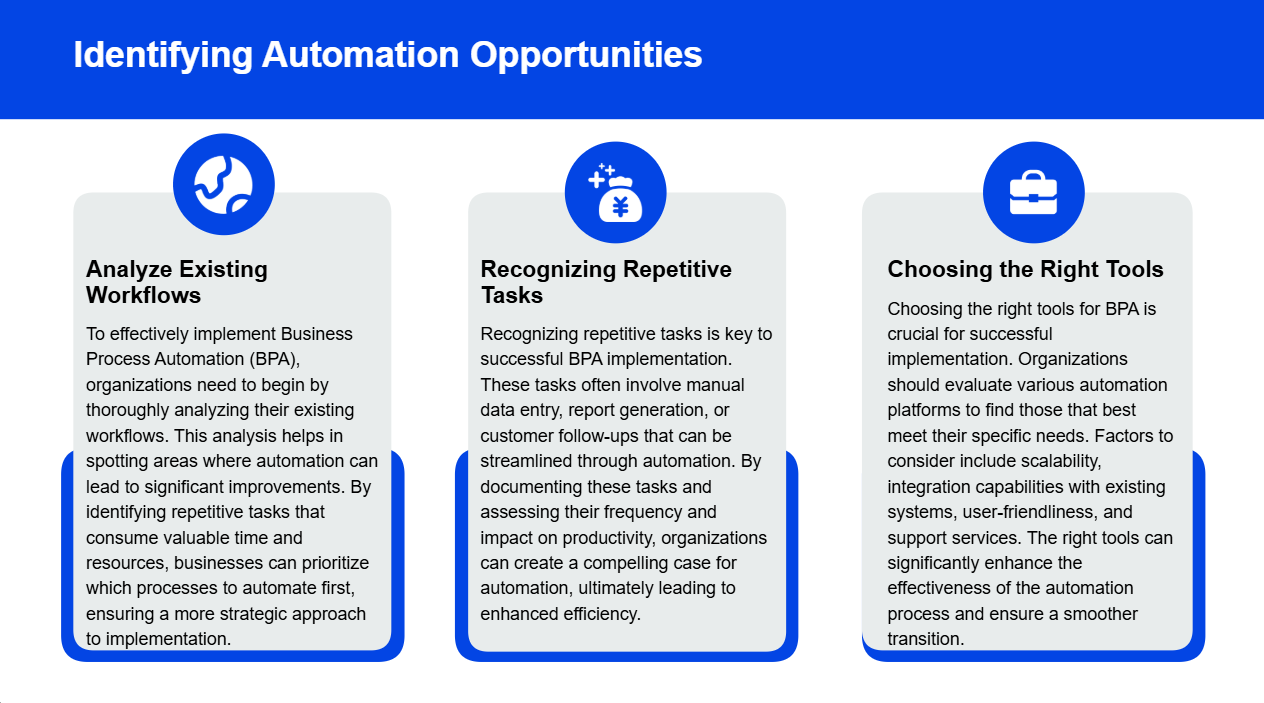 Identifying Automation Opportunities
Analyze Existing
Workflows
To effectively implement Business
Process Automation (BPA),
organizations need to begin by
thoroughly analyzing their existing
workflows. This analysis helps in
spotting areas where automation can
lead to significant improvements. By
identifying repetitive tasks that
consume valuable time and
resources, businesses can prioritize
which processes to automate first,
ensuring a more strategic approach
to implementation.
¥
Recognizing Repetitive
Tasks
Recognizing repetitive tasks is key to
successful BPA implementation.
These tasks often involve manual
data entry, report generation, or
customer follow-ups that can be
streamlined through automation. By
documenting these tasks and
assessing their frequency and
impact on productivity, organizations
can create a compelling case for
automation, ultimately leading to
enhanced efficiency.
Choosing the Right Tools
Choosing the right tools for BPA is
crucial for successful
implementation. Organizations
should evaluate various automation
platforms to find those that best
meet their specific needs. Factors to
consider include scalability,
integration capabilities with existing
systems, user-friendliness, and
support services. The right tools can
significantly enhance the
effectiveness of the automation
process and ensure a smoother
transition.